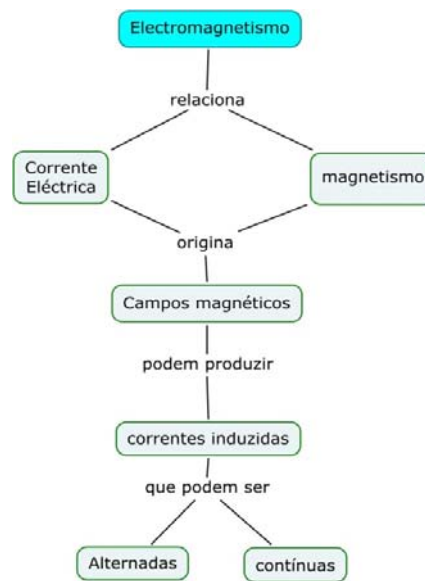 Electromagnetismo
relaciona
Corrente
Eléctrica
magnetismo
origina
Campos magnéticos
podem produzir
correntes induzidas
que podem ser
Alternadas
contínuas